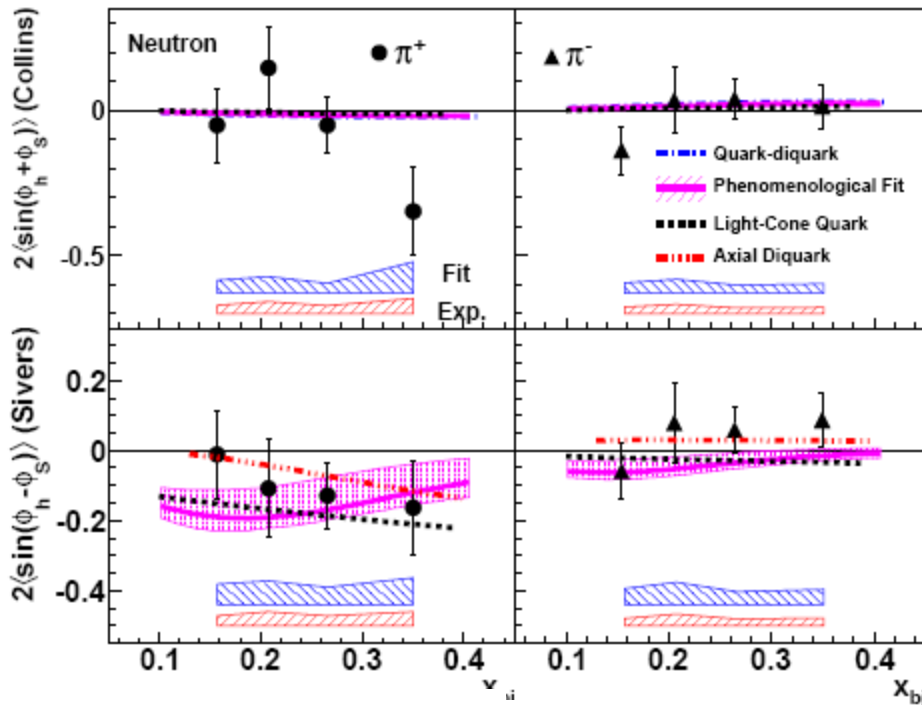 2⟨sin(ϕh+ϕS)⟩ (Collins)
Neutron
π+
π-
0
-0.5
Quark-diquark
Phenomenological Fit
Light-Cone Quark
Axial Diquark
Fit
Exp.
2⟨sin(ϕh-ϕS)⟩ (Sivers)
0.2
0
-0.2
-0.4
0.1 0.2 0.3 0.4 0.1 0.2 0.3 0.4